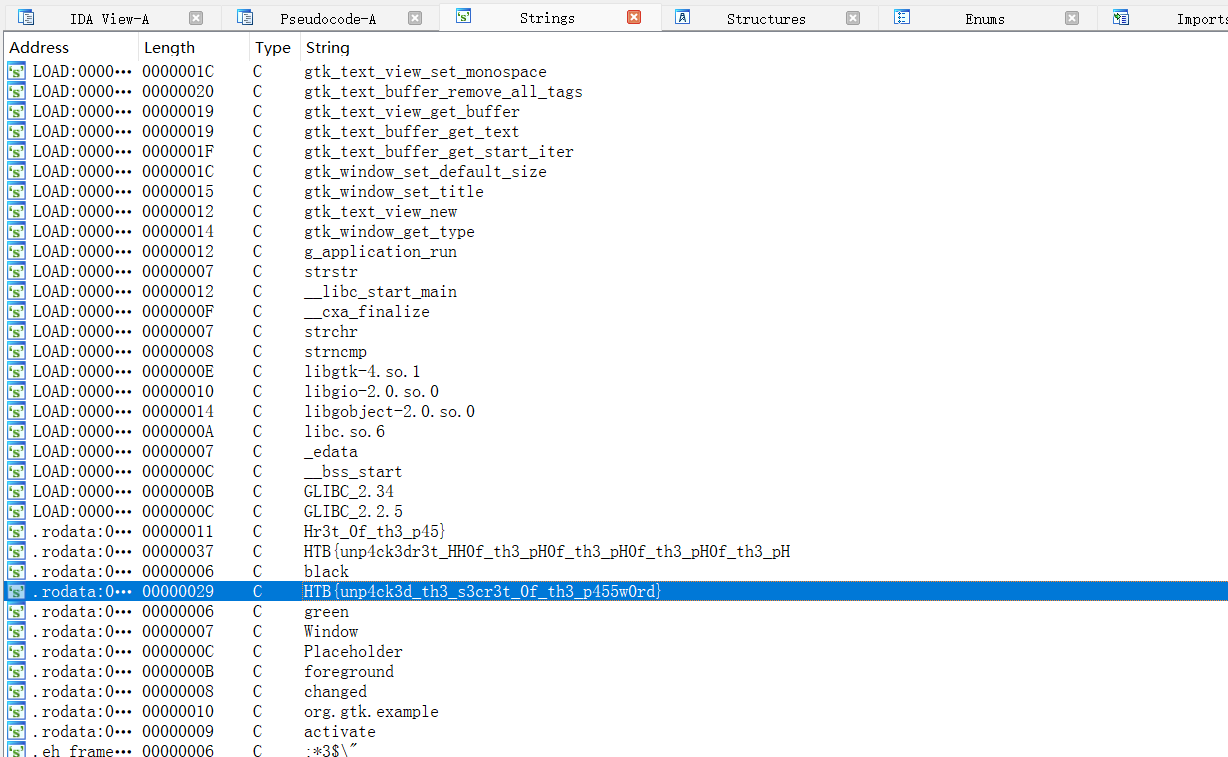 IDA View-A Pseudocode-A Strings Structures Enums Imports
Address Length Type String
LOAD:0000••• 0000001C C gtk_text_view_set_monospace
LOAD:0000••• 00000020 C gtk_text_buffer_remove_all_tags
LOAD:0000••• 00000019 C gtk_text_view_get_buffer
LOAD:0000••• 00000019 C gtk_text_buffer_get_text
LOAD:0000••• 0000001F C gtk_text_buffer_get_start_iter
LOAD:0000••• 0000001C C gtk_window_set_default_size
LOAD:0000••• 00000015 C gtk_window_set_title
LOAD:0000••• 00000012 C gtk_text_view_new
LOAD:0000••• 00000014 C gtk_window_get_type
LOAD:0000••• 00000012 C g_application_run
LOAD:0000••• 00000007 C strstr
LOAD:0000••• 00000012 C __libc_start_main
LOAD:0000••• 0000000F C __cxa_finalize
LOAD:0000••• 00000007 C strchr
LOAD:0000••• 00000008 C strncmp
LOAD:0000••• 0000000E C libgtk-4.so.1
LOAD:0000••• 00000010 C libgio-2.0.so.0
LOAD:0000••• 00000014 C libgobject-2.0.so.0
LOAD:0000••• 0000000A C libc.so.6
LOAD:0000••• 00000007 C _edata
LOAD:0000••• 0000000C C __bss_start
LOAD:0000••• 0000000B C GLIBC_2.34
LOAD:0000••• 0000000C C GLIBC_2.2.5
.rodata:0••• 00000011 C Hr3t_0f_th3_p45}
.rodata:0••• 00000037 C HTB{unp4ck3dr3t_HH0f_th3_pH0f_th3_pH0f_th3_pH0f_th3_pH
.rodata:0••• 00000006 C black
.rodata:0••• 00000029 C HTB{unp4ck3d_th3_s3cr3t_0f_th3_p455w0rd}
.rodata:0••• 00000006 C green
.rodata:0••• 00000007 C Window
.rodata:0••• 0000000C C Placeholder
.rodata:0••• 0000000B C foreground
.rodata:0••• 00000008 C changed
.rodata:0••• 00000010 C org.gtk.example
.rodata:0••• 00000009 C activate
.eh_frame••• 00000006 C :*3$\"